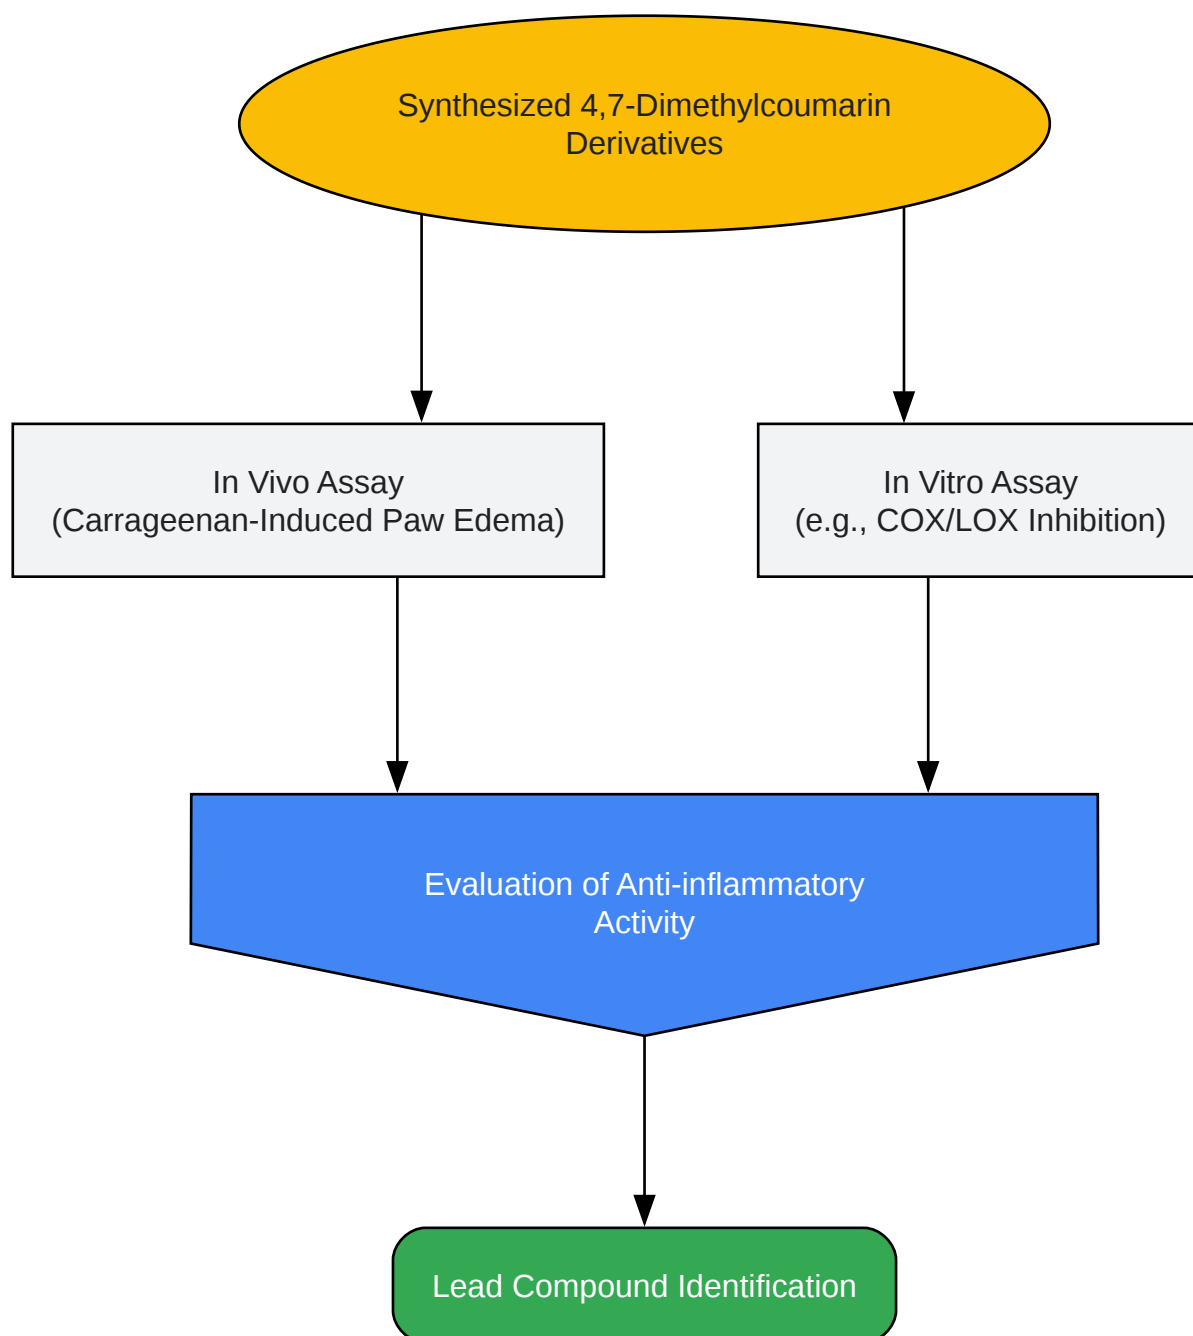 Synthesized 4,7-Dimethylcoumarin
Derivatives
In Vivo Assay
(Carrageenan-Induced Paw Edema)
In Vitro Assay
(e.g., COX/LOX Inhibition)
Evaluation of Anti-inflammatory
Activity
Lead Compound Identification